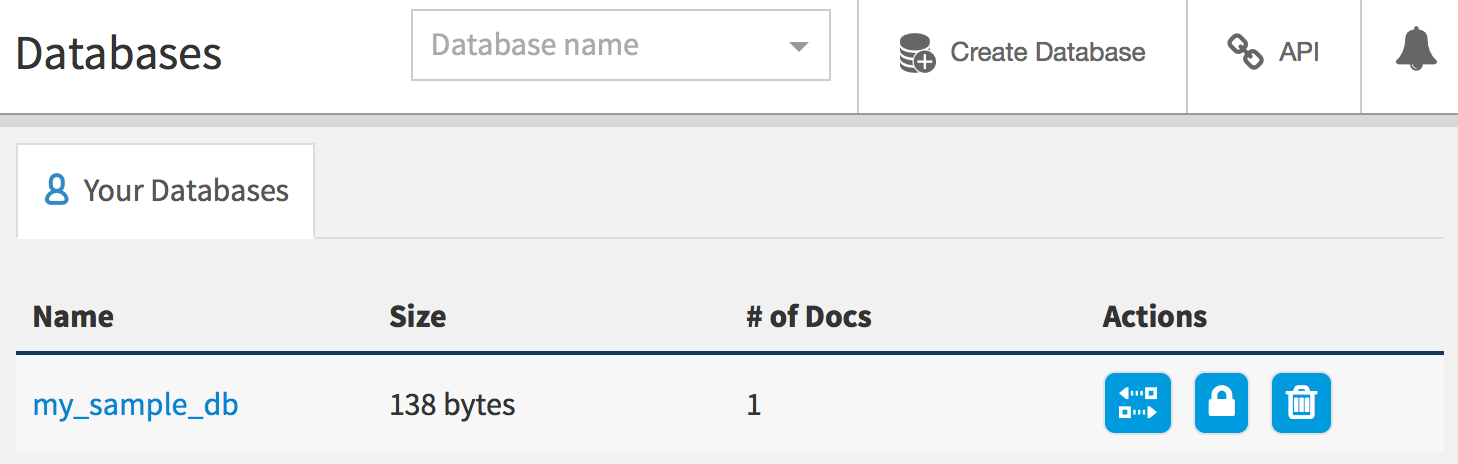 Databases
Database name
Create Database
API
Your Databases
Name Size # of Docs Actions
my_sample_db 138 bytes 1